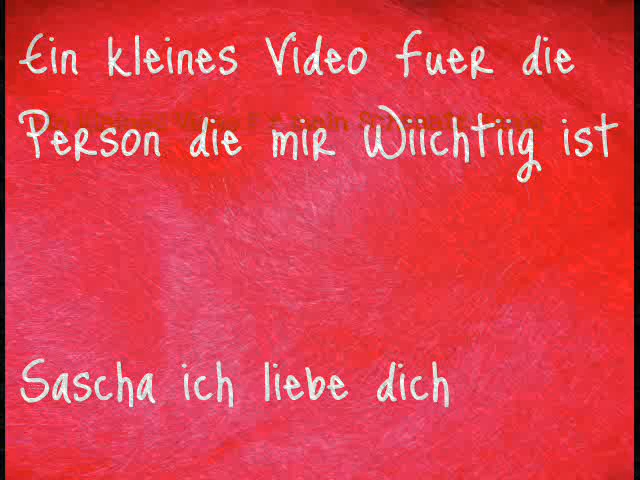 Ein kleines Video fuer die
Person die mir Wiichtiig ist
Sascha ich liebe dich